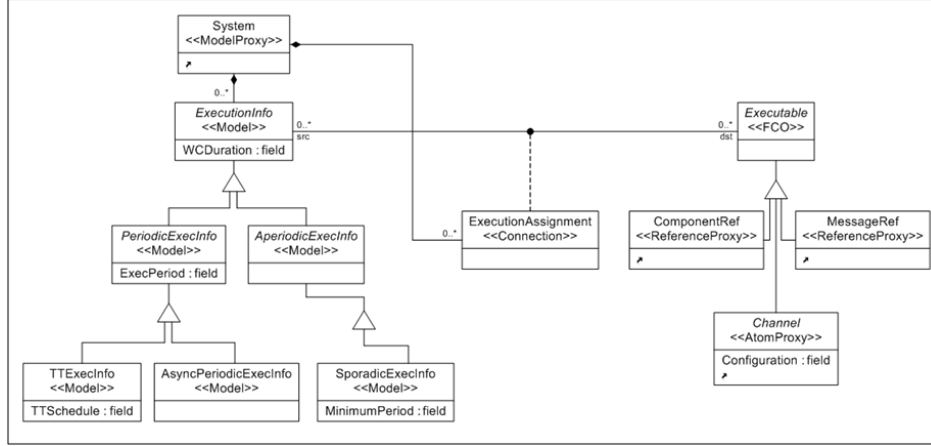 System
<<ModelProxy>>
0..*
ExecutionInfo
<<Model>>
WCDuration : field
0..*
src
0..*
dst
Executable
<<FCO>>
PeriodicExecInfo
<<Model>>
ExecPeriod : field
AperiodicExecInfo
<<Model>>
0..*
ExecutionAssignment
<<Connection>>
ComponentRef
<<ReferenceProxy>>
MessageRef
<<ReferenceProxy>>
Channel
<<AtomProxy>>
Configuration : field
TTExecInfo
<<Model>>
TTSchedule : field
AsyncPeriodicExecInfo
<<Model>>
SporadicExecInfo
<<Model>>
MinimumPeriod : field